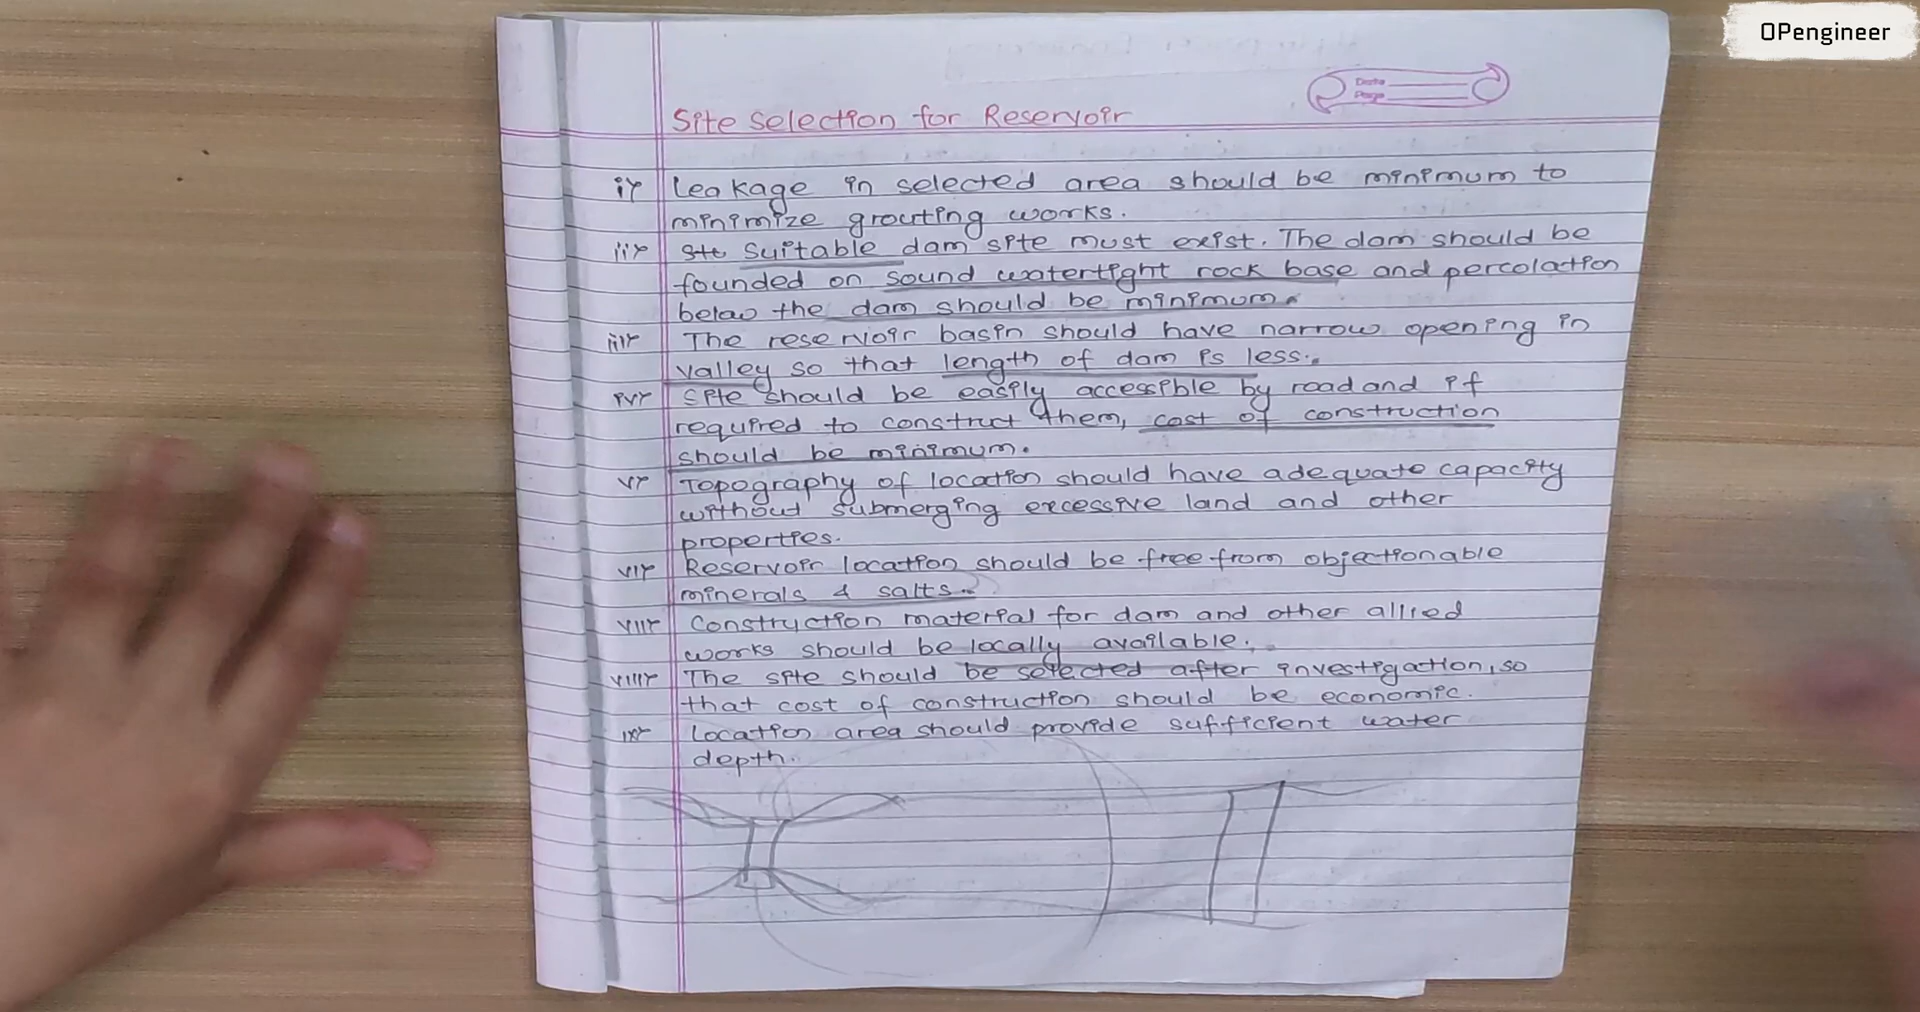 OPengineer
Date
Page
Site selection for Reservoir
i) Leakage in selected area should be minimum to
minimize grouting works.
ii) suitable dam site must exist. The dam should be
founded on sound watertight rock base and percolation
below the dam should be minimum.
iii) The reservoir basin should have narrow opening in
valley so that length of dam is less.
iv) Site should be easily accessible by road and if
required to construct them, cost of construction
should be minimum.
v) Topography of location should have adequate capacity
without submerging excessive land and other
properties.
vi) Reservoir location should be free from objectionable
minerals & salts.
vii) Construction material for dam and other allied
works should be locally available.
viii) The site should be selected after investigation, so
that cost of construction should be economic.
ix) Location area should provide sufficient water
depth.